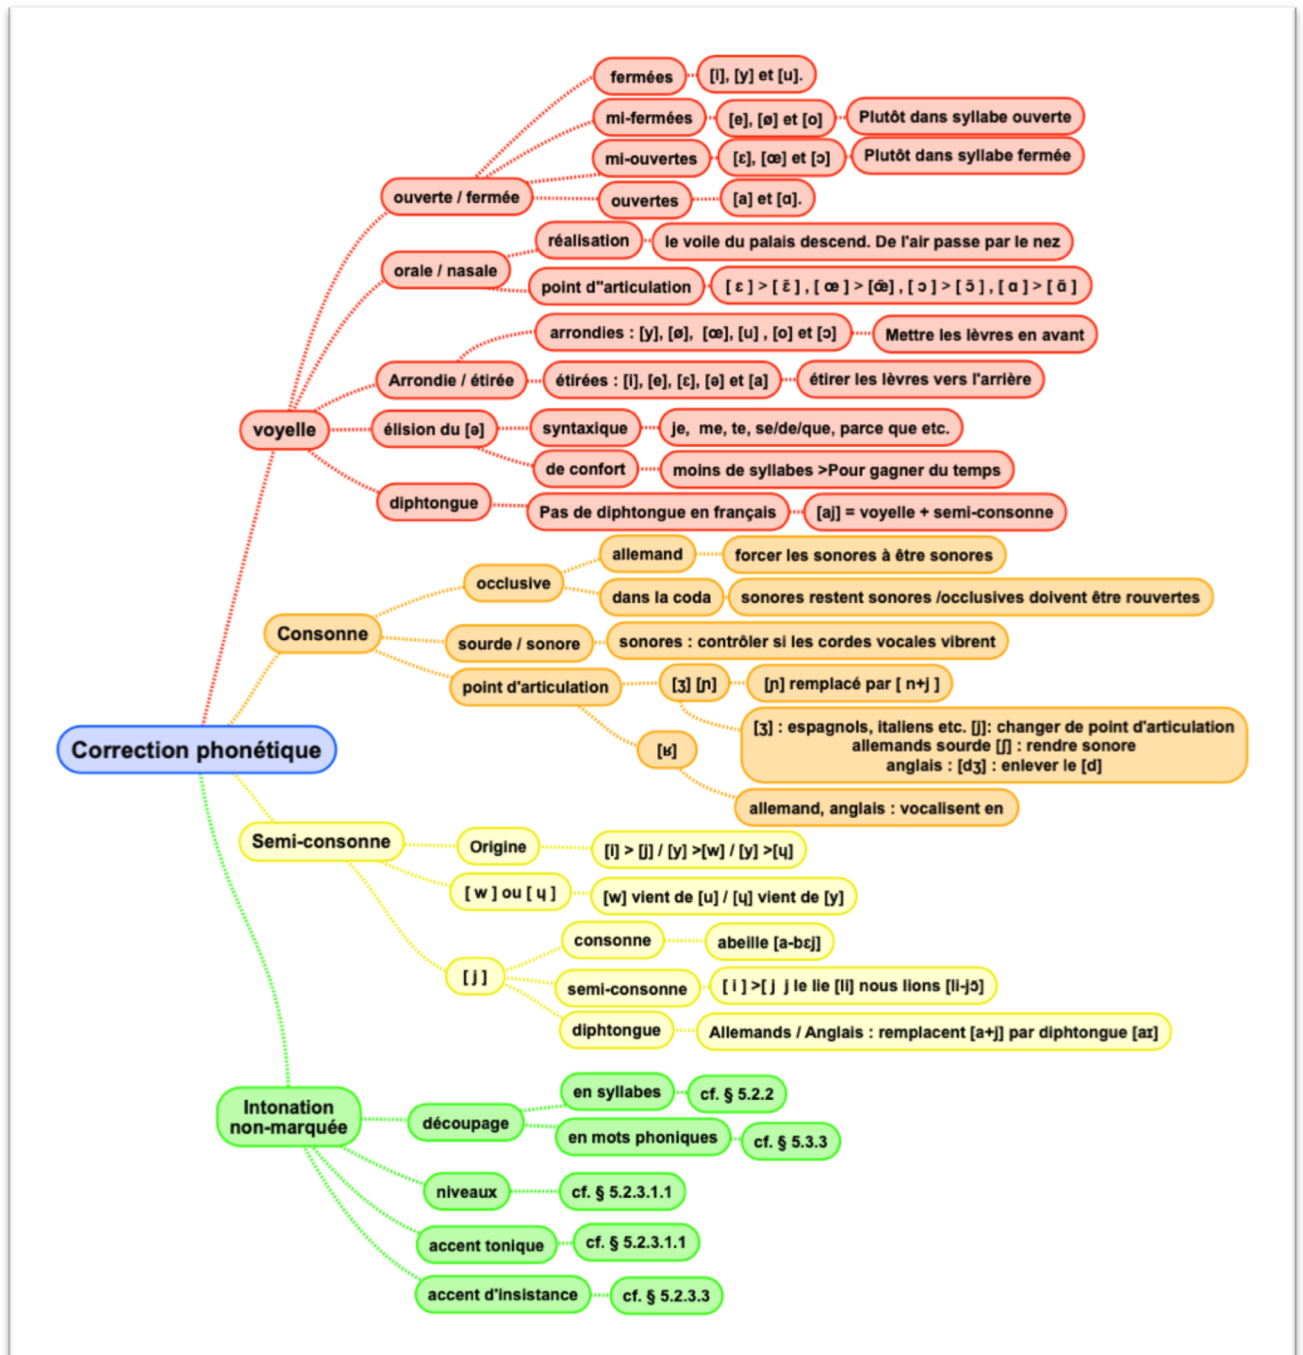 fermées
[i], [y] et [u].
mi-fermées
[e], [ø] et [o]
Plutôt dans syllabe ouverte
mi-ouvertes
[ɛ], [œ] et [ɔ]
Plutôt dans syllabe fermée
ouverte / fermée
ouvertes
[a] et [ɑ].
réalisation
le voile du palais descend. De l'air passe par le nez
orale / nasale
point d"articulation
[ ɛ ] > [ ɛ̃ ] , [ œ ] > [œ̃] , [ ɔ ] > [ ɔ̃ ] , [ ɑ ] > [ ɑ̃ ]
arrondies : [y], [ø], [œ], [u] , [o] et [ɔ]
Mettre les lèvres en avant
Arrondie / étirée
étirées : [i], [e], [ɛ], [ə] et [a]
étirer les lèvres vers l'arrière
voyelle
élision du [ə]
syntaxique
je, me, te, se/de/que, parce que etc.
de confort
moins de syllabes >Pour gagner du temps
diphtongue
Pas de diphtongue en français
[aj] = voyelle + semi-consonne
allemand
forcer les sonores à être sonores
occlusive
dans la coda
sonores restent sonores /occlusives doivent être rouvertes
Consonne
sourde / sonore
sonores : contrôler si les cordes vocales vibrent
point d'articulation
[ʒ] [ɲ]
[ɲ] remplacé par [ n+j ]
[ʒ] : espagnols, italiens etc. [j]: changer de point d'articulation
allemands sourde [ʃ] : rendre sonore
anglais : [dʒ] : enlever le [d]
[ʁ]
allemand, anglais : vocalisent en
Correction phonétique
Semi-consonne
Origine
[i] > [j] / [y] >[w] / [y] >[ɥ]
[ w ] ou [ ɥ ]
[w] vient de [u] / [ɥ] vient de [y]
consonne
abeille [a-bɛj]
[ j ]
semi-consonne
[ i ] >[ j j le lie [li] nous lions [li-jɔ̃]
diphtongue
Allemands / Anglais : remplacent [a+j] par diphtongue [aɪ]
Intonation
non-marquée
découpage
en syllabes
cf. § 5.2.2
en mots phoniques
cf. § 5.3.3
niveaux
cf. § 5.2.3.1.1
accent tonique
cf. § 5.2.3.1.1
accent d'insistance
cf. § 5.2.3.3